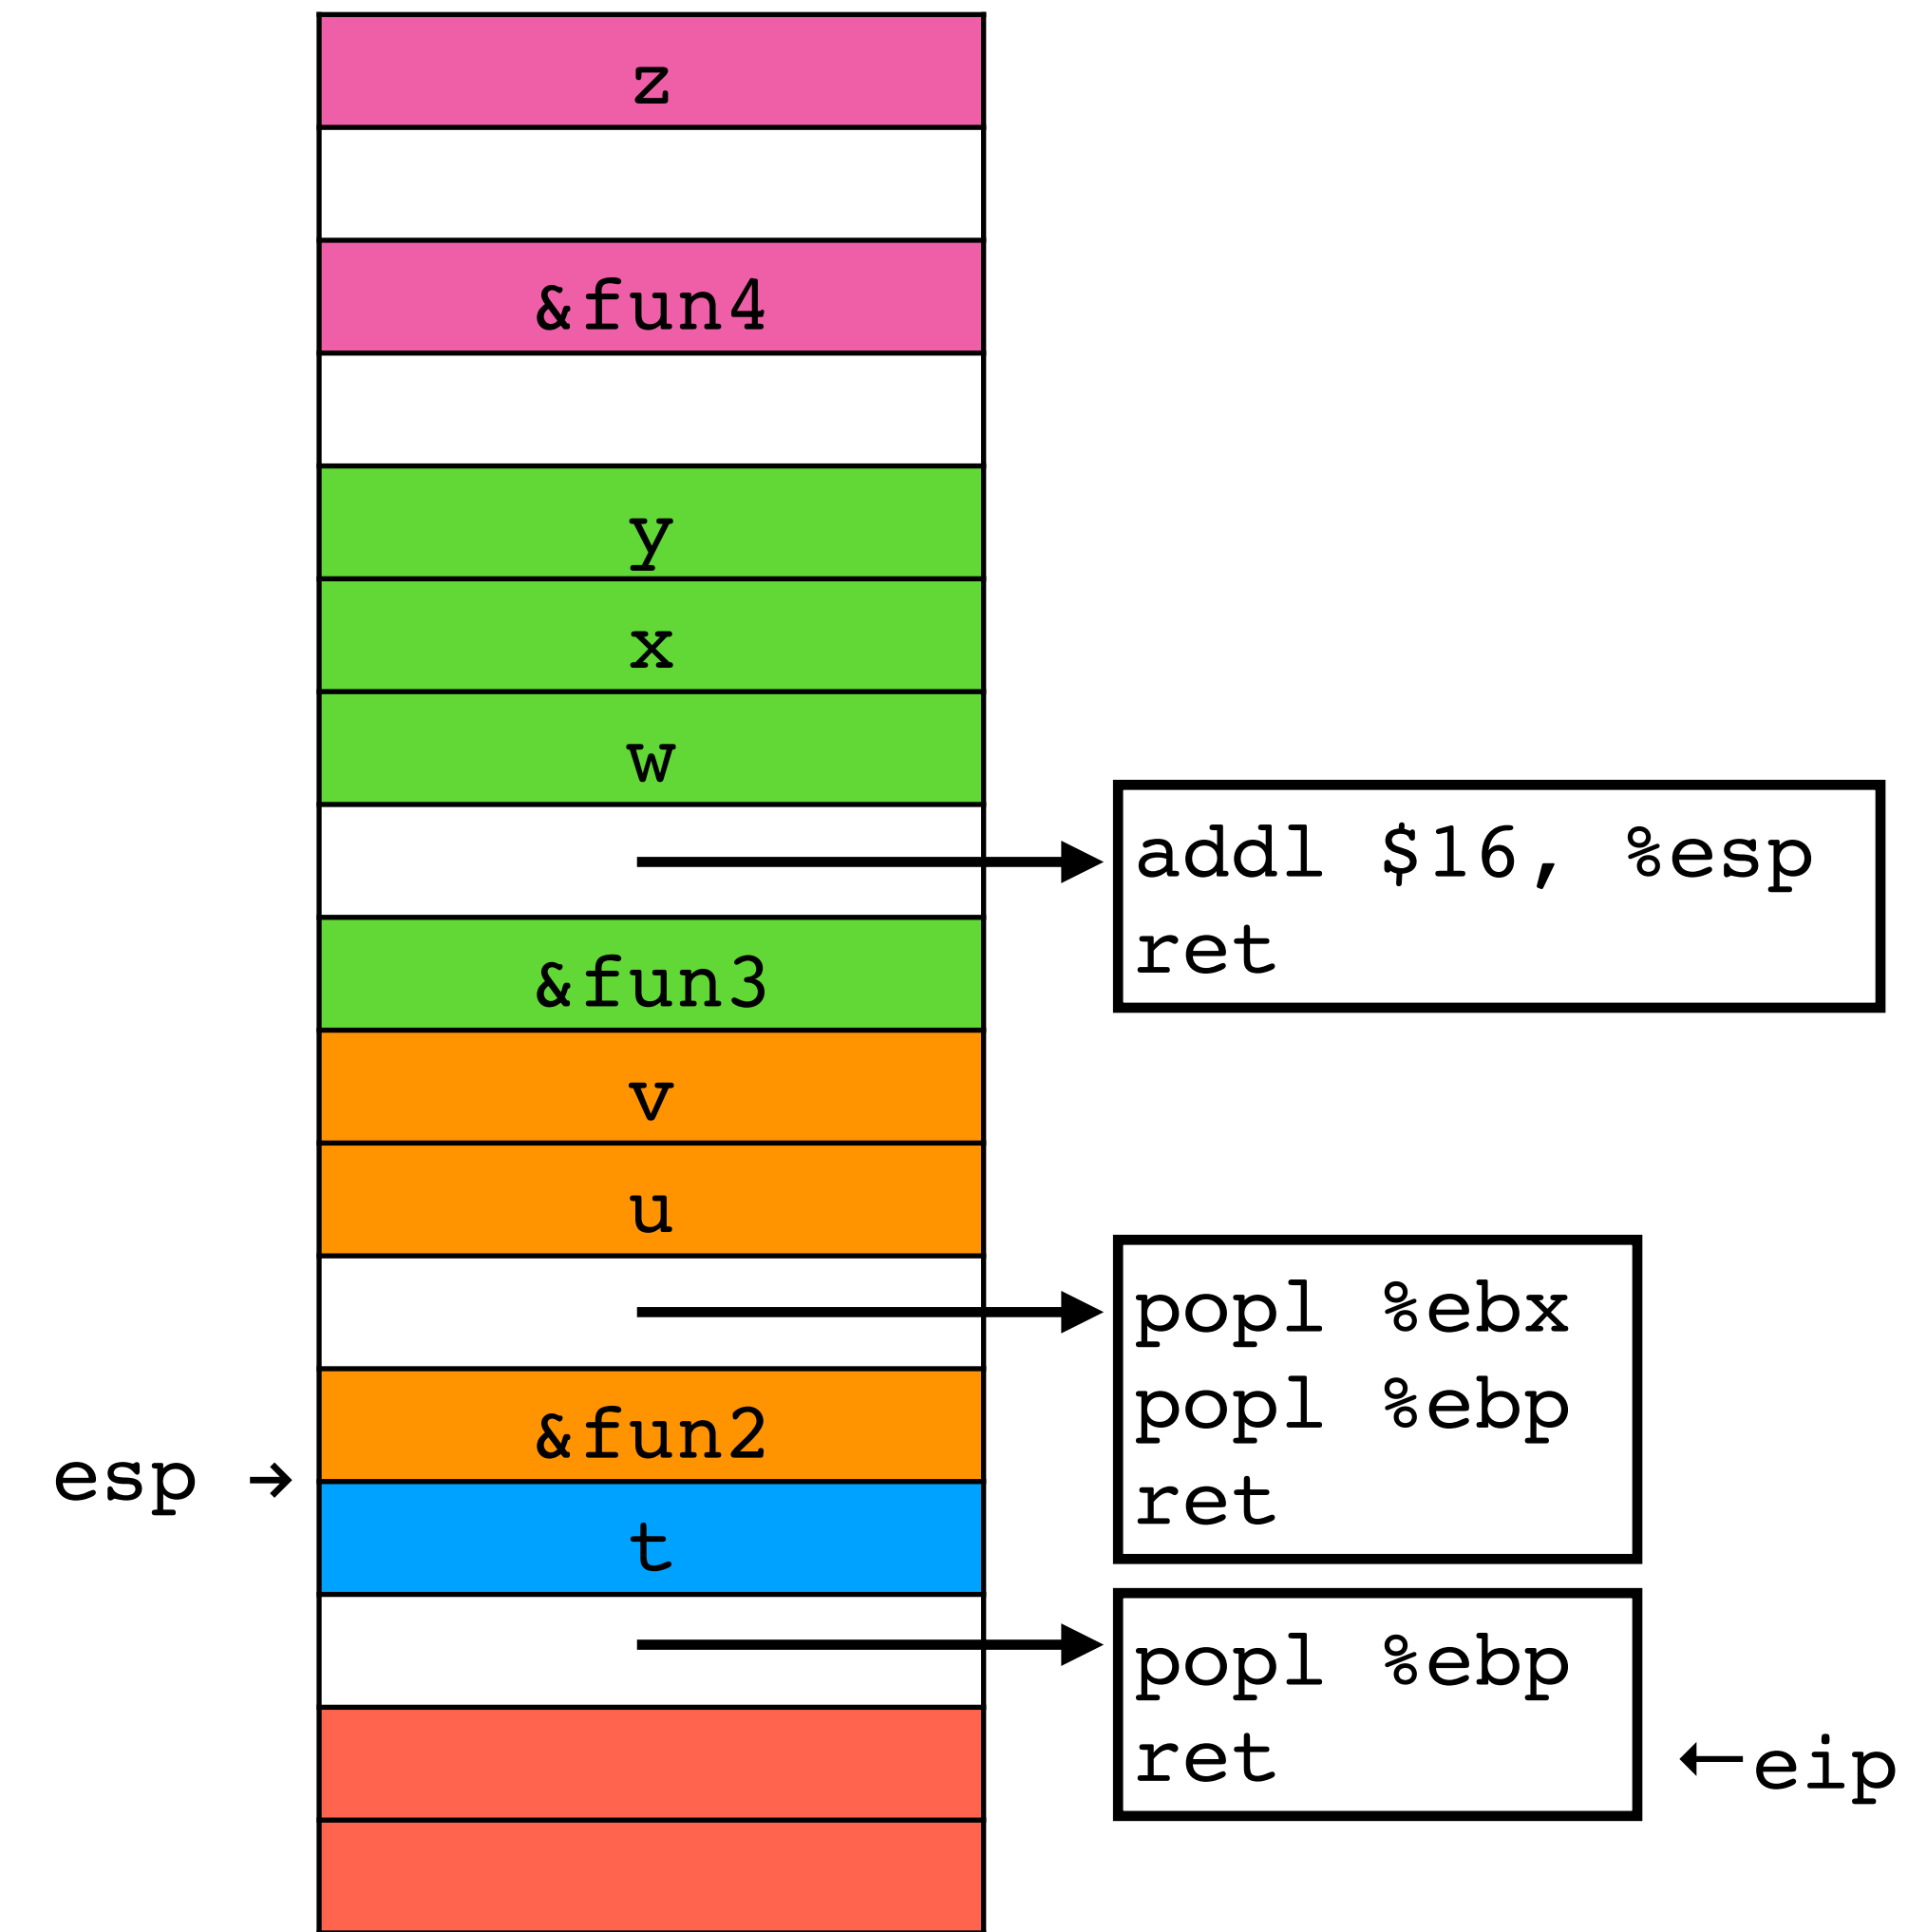 z
&fun4
y
x
w
addl $16, %esp
ret
&fun3
v
u
popl %ebx
popl %ebp
ret
&fun2
esp →
t
popl %ebp
ret
←eip